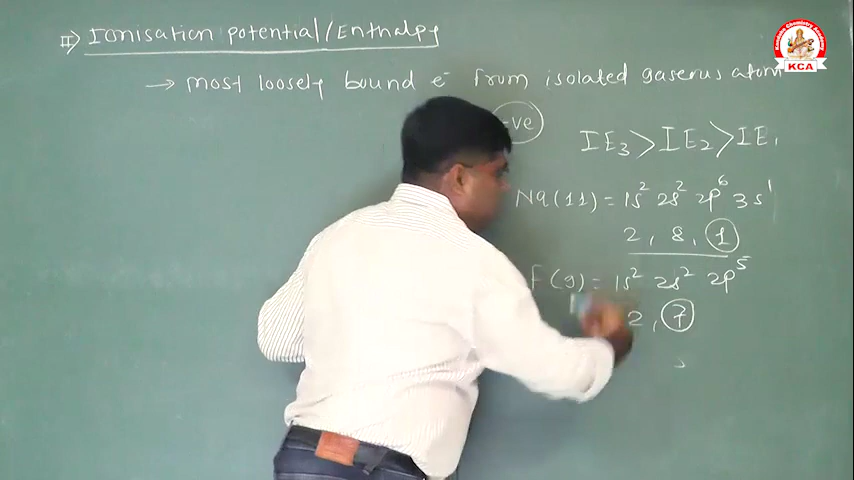 II) Ionisation potential/Enthalpy
→ most loosely bound e⁻ from isolated gaseous atom
-ve
IE₃ > IE₂ > IE₁
Na(11) = 1s² 2s² 2p⁶ 3s¹
2, 8, 1
F(9) = 1s² 2s² 2p⁵
2, 7
KCA